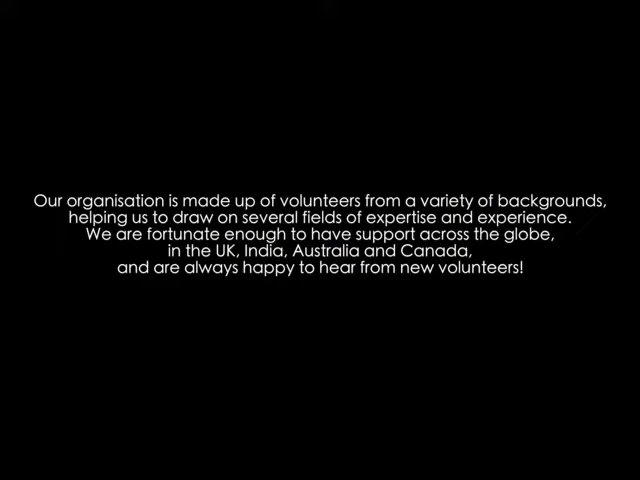 Our organisation is made up of volunteers from a variety of backgrounds,
helping us to draw on several fields of expertise and experience.
We are fortunate enough to have support across the globe,
in the UK, India, Australia and Canada,
and are always happy to hear from new volunteers!